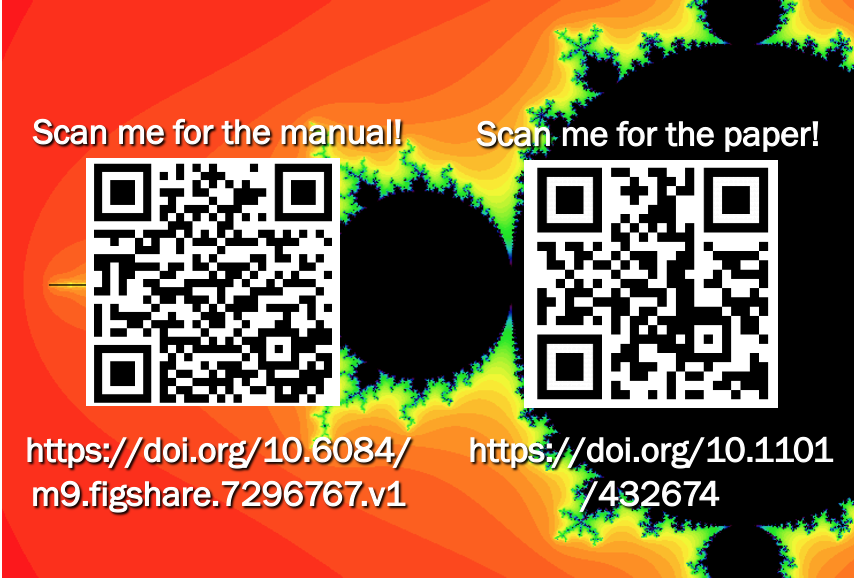 Scan me for the manual!
Scan me for the paper!
https://doi.org/10.6084/
m9.figshare.7296767.v1
https://doi.org/10.1101
/432674